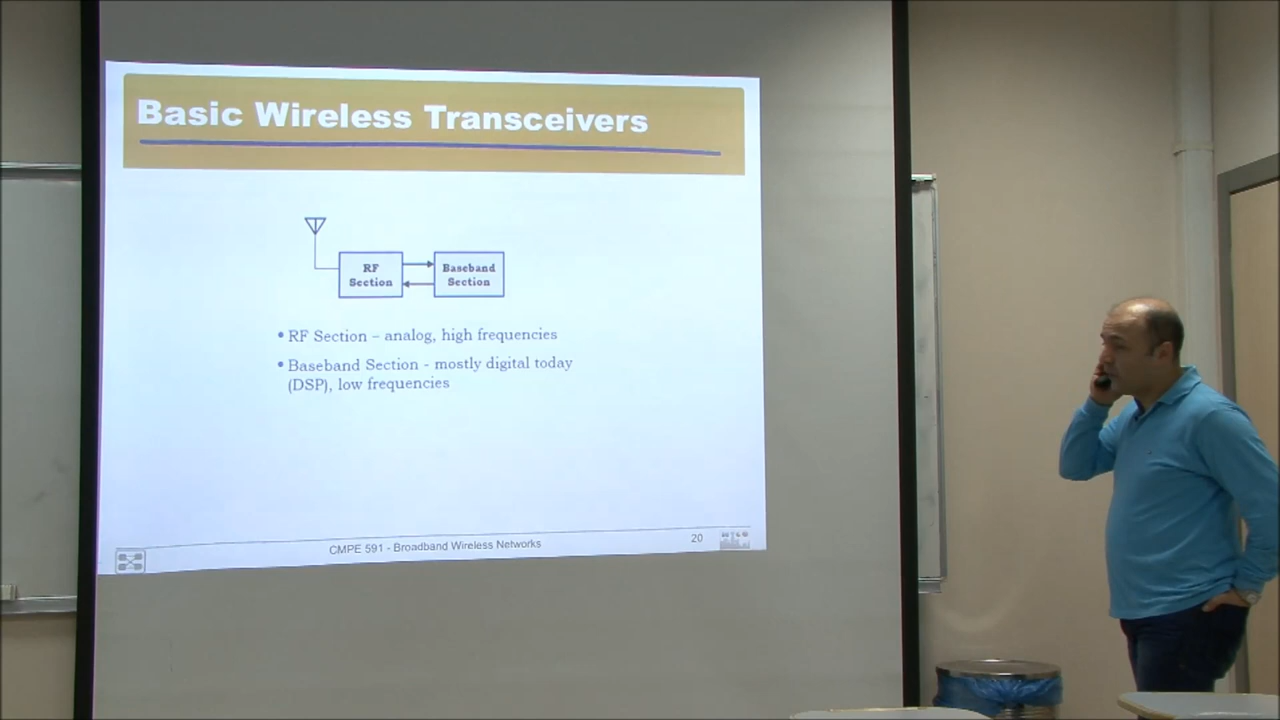 Basic Wireless Transceivers
RF
Section
Baseband
Section
• RF Section – analog, high frequencies
• Baseband Section - mostly digital today
(DSP), low frequencies
CMPE 591 - Broadband Wireless Networks
20